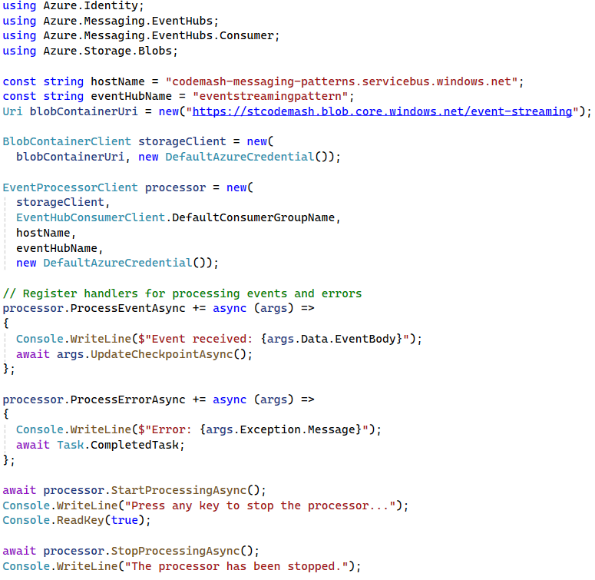 using Azure.Identity;
using Azure.Messaging.EventHubs;
using Azure.Messaging.EventHubs.Consumer;
using Azure.Storage.Blobs;

const string hostName = "codemash-messaging-patterns.servicebus.windows.net";
const string eventHubName = "eventstreamingpattern";
Uri blobContainerUri = new("https://stcodemash.blob.core.windows.net/event-streaming");

BlobContainerClient storageClient = new(
  blobContainerUri, new DefaultAzureCredential());

EventProcessorClient processor = new(
  storageClient,
  EventHubConsumerClient.DefaultConsumerGroupName,
  hostName,
  eventHubName,
  new DefaultAzureCredential());

// Register handlers for processing events and errors
processor.ProcessEventAsync += async (args) =>
{
  Console.WriteLine($"Event received: {args.Data.EventBody}");
  await args.UpdateCheckpointAsync();
};

processor.ProcessErrorAsync += async (args) =>
{
  Console.WriteLine($"Error: {args.Exception.Message}");
  await Task.CompletedTask;
};

await processor.StartProcessingAsync();
Console.WriteLine("Press any key to stop the processor...");
Console.ReadKey(true);

await processor.StopProcessingAsync();
Console.WriteLine("The processor has been stopped.");